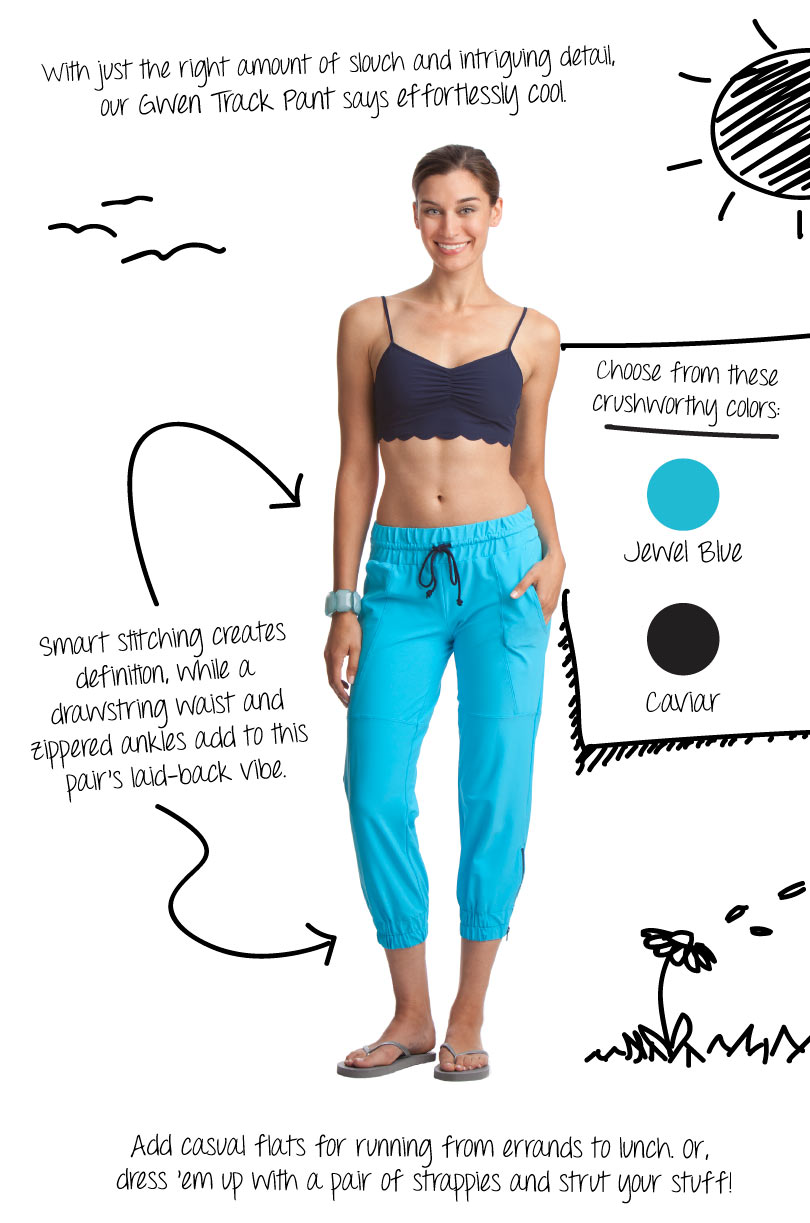 With just the right amount of slouch and intriguing detail,
our Gwen Track Pant says effortlessly cool.
Choose from these
crushworthy colors:
Jewel Blue
Caviar
Smart stitching creates
definition, while a
drawstring waist and
zippered ankles add to this
pair's laid-back vibe.
Add casual flats for running from errands to lunch. Or,
dress 'em up with a pair of strappies and strut your stuff!